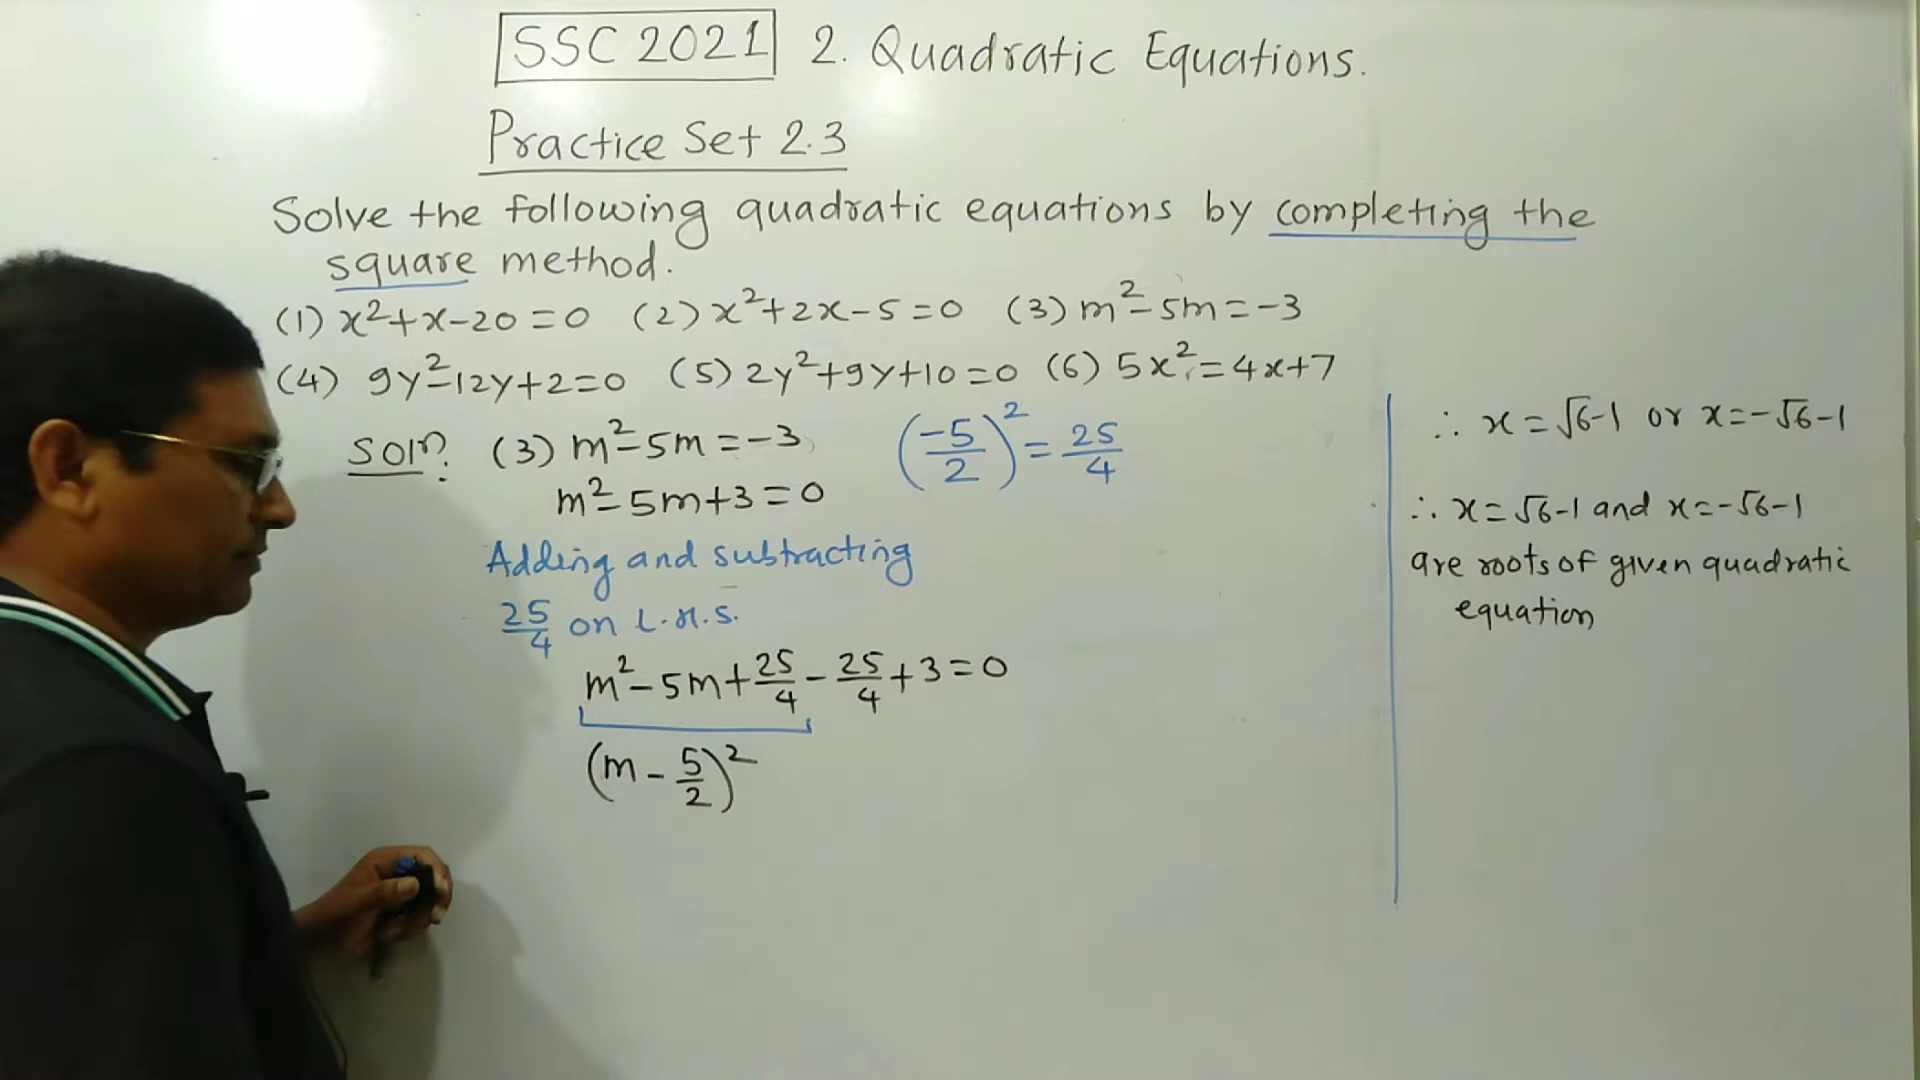 SSC 2021 2. Quadratic Equations.
Practice Set 2.3
Solve the following quadratic equations by completing the
square method.
(1) x²+x-20=0 (2) x²+2x-5=0 (3) m²-5m=-3
(4) 9y²-12y+2=0 (5) 2y²+9y+10=0 (6) 5x²=4x+7
Solⁿ. (3) m²-5m=-3 (-5/2)²=25/4
m²-5m+3=0
Adding and subtracting
25/4 on L.H.S.
m²-5m+25/4-25/4+3=0
(m-5/2)²
∴ x=√6-1 or x=-√6-1
∴ x=√6-1 and x=-√6-1
are roots of given quadratic
equation